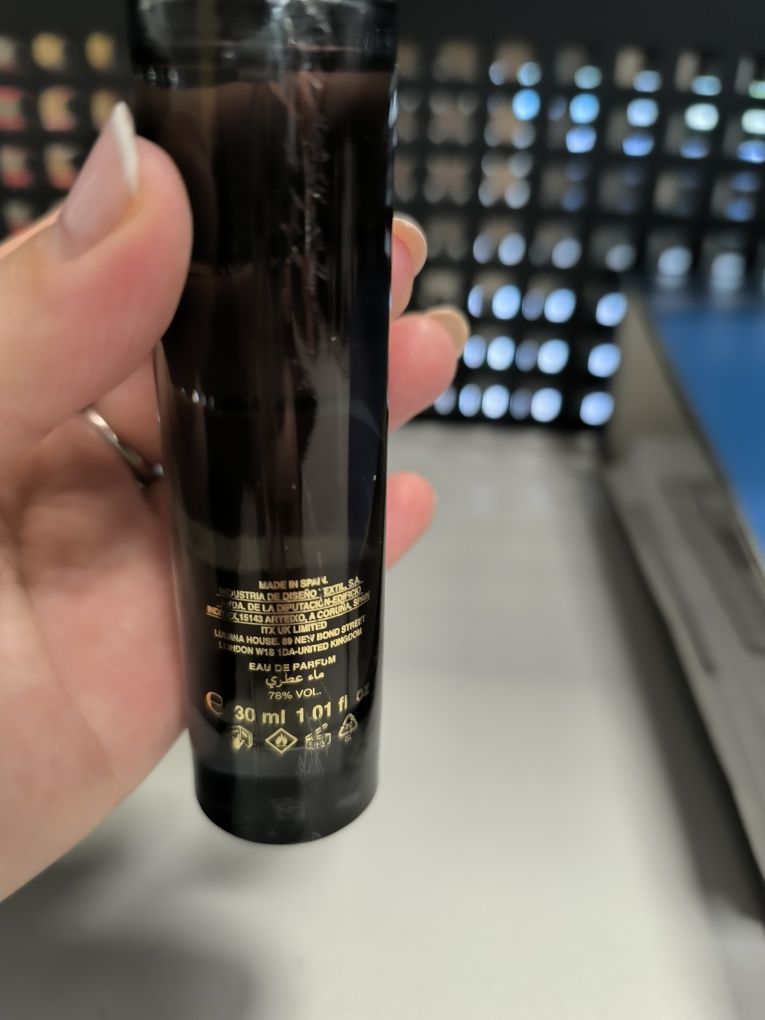 MADE IN SPAIN.
INDUSTRIA DE DISEÑO TEXTIL, S.A.
AVDA. DE LA DIPUTACIÓN-EDIFICIO
INDITEX,15143 ARTEIXO, A CORUÑA, SPAIN
ITX UK LIMITED
LUMINA HOUSE. 89 NEW BOND STREET
LONDON W1S 1DA-UNITED KINGDOM
EAU DE PARFUM
ماء عطري
78% VOL.
℮ 30 ml 1.01 fl OZ